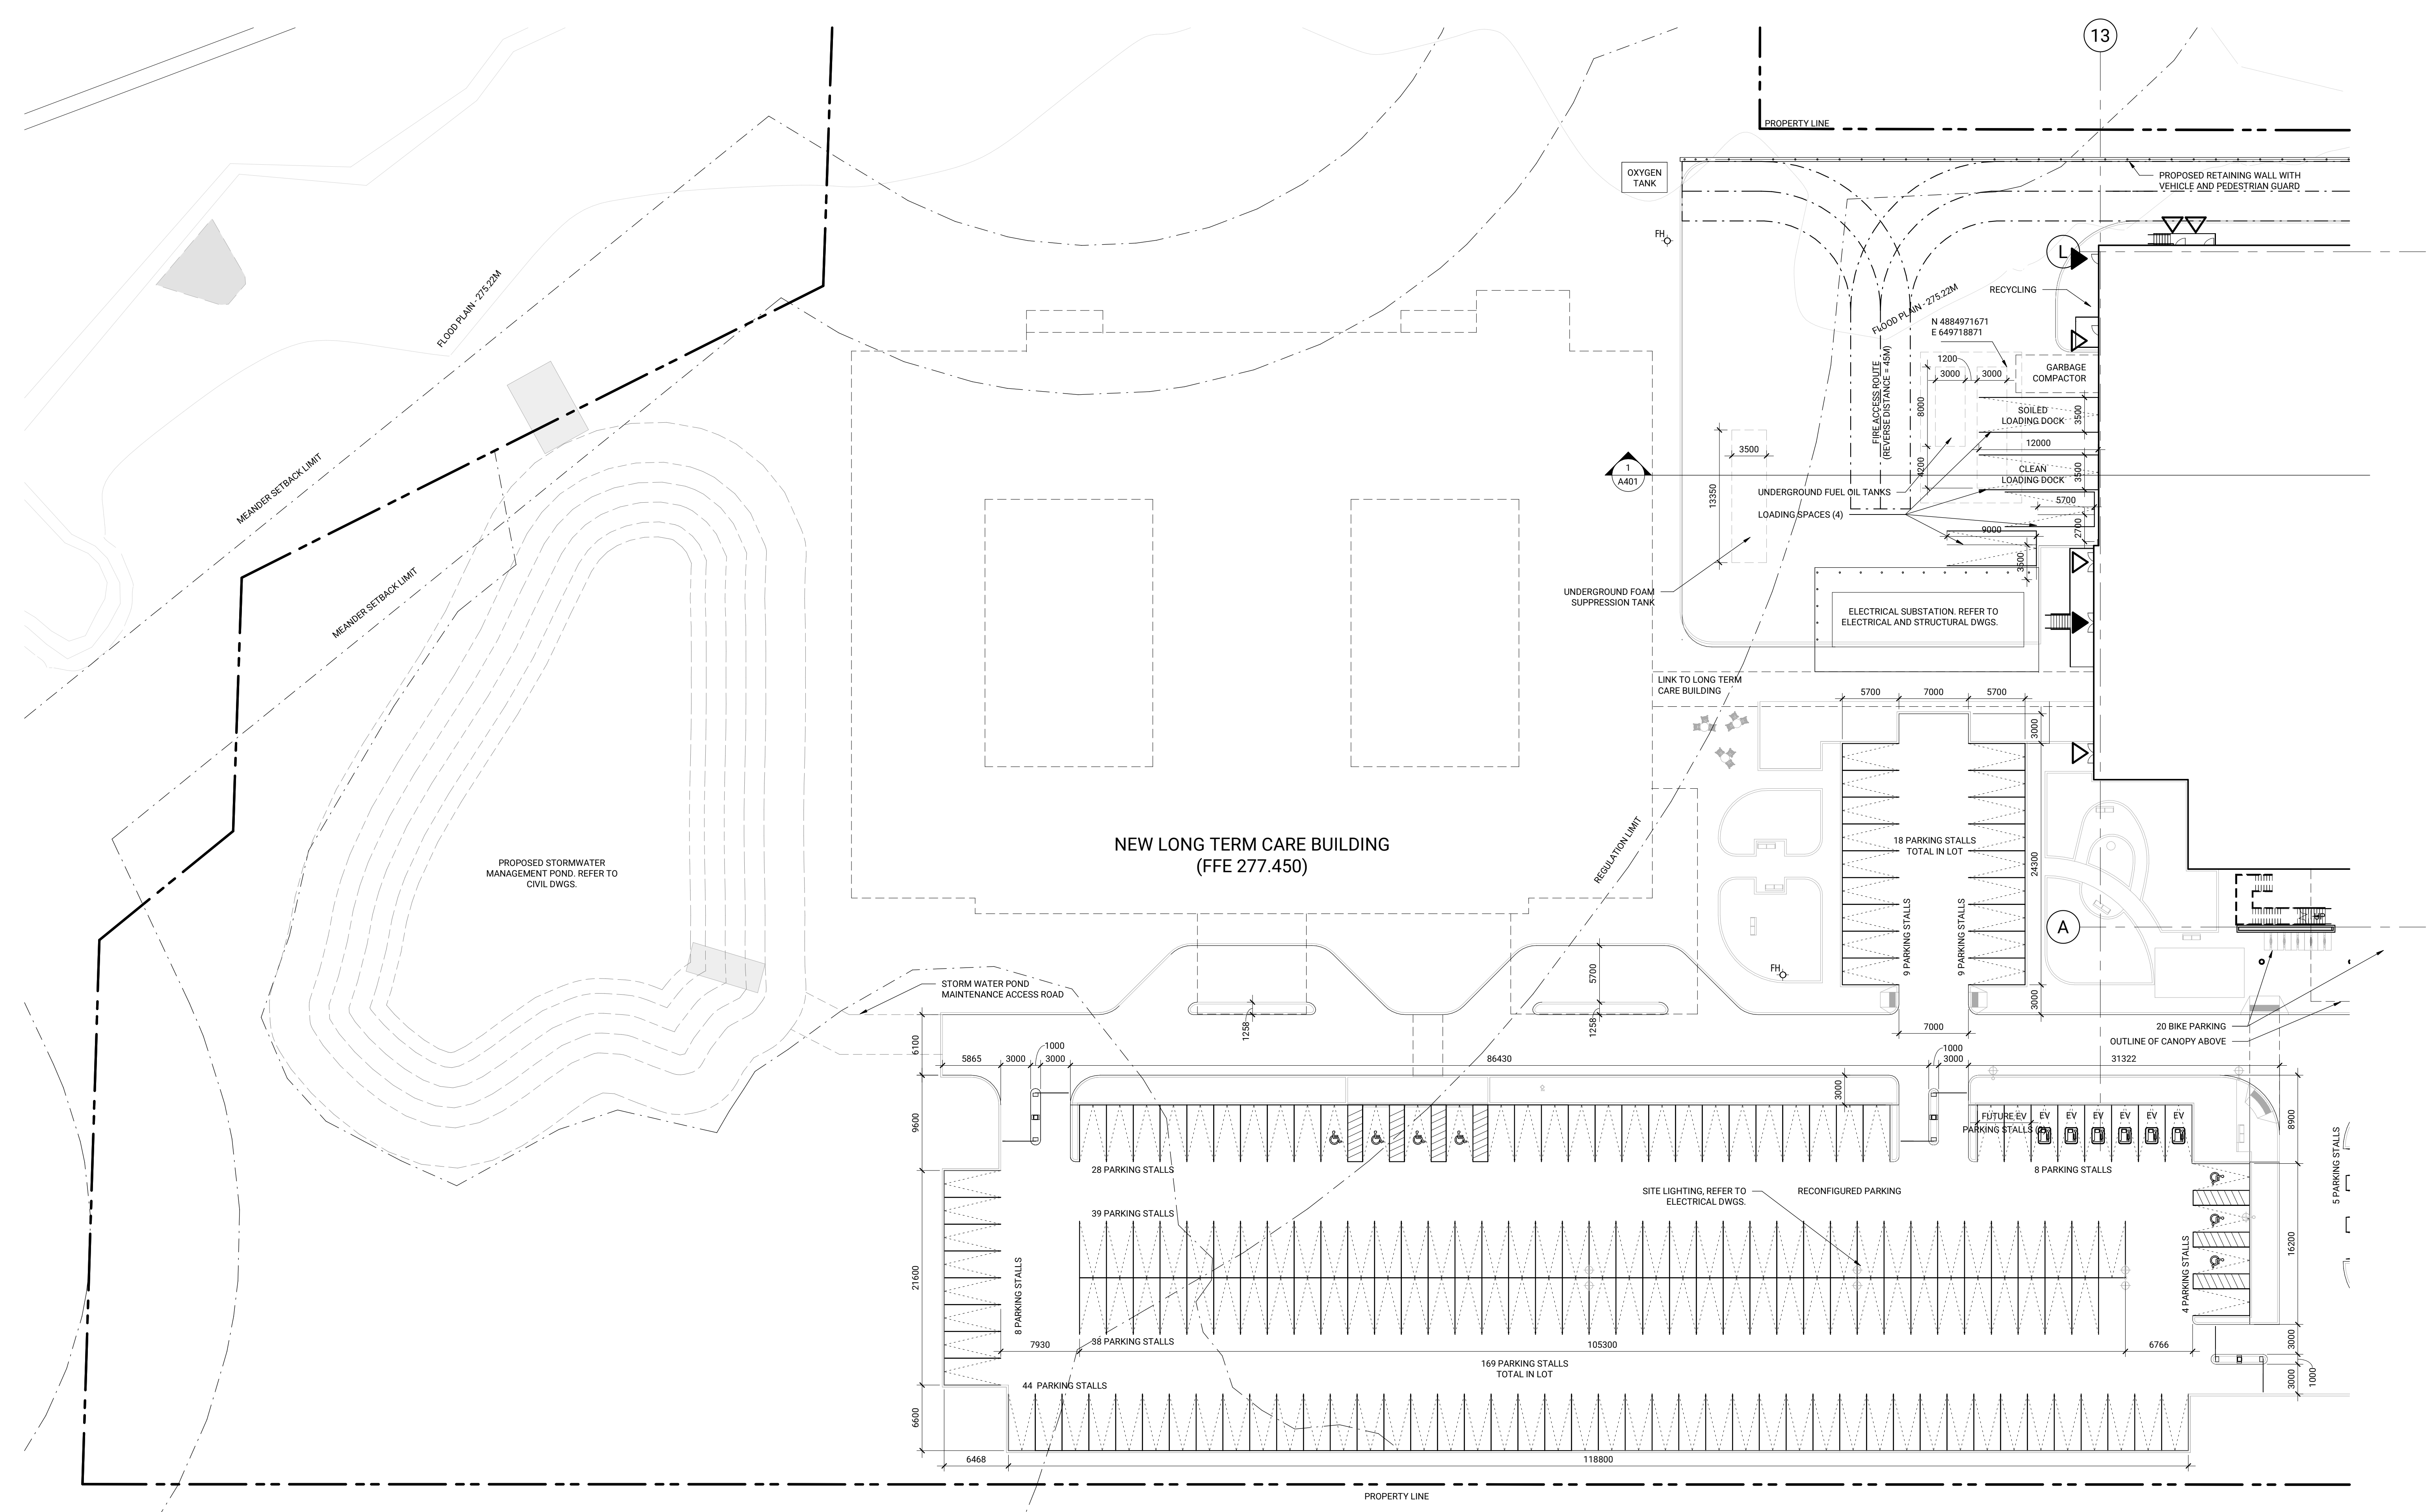 13
PROPERTY LINE
OXYGEN
TANK
PROPOSED RETAINING WALL WITH
VEHICLE AND PEDESTRIAN GUARD
FH
L
RECYCLING
FLOOD PLAIN - 275.22M
FLOOD PLAIN - 275.22M
N 4884971671
E 649718871
1200
3000
3000
GARBAGE
COMPACTOR
FIRE ACCESS ROUTE
(REVERSE DISTANCE = 45M)
8000
SOILED
LOADING DOCK
3500
12000
4200
CLEAN
LOADING DOCK
3500
1
A401
3500
13350
UNDERGROUND FUEL OIL TANKS
LOADING SPACES (4)
5700
9000
2700
3500
MEANDER SETBACK LIMIT
MEANDER SETBACK LIMIT
UNDERGROUND FOAM
SUPPRESSION TANK
ELECTRICAL SUBSTATION. REFER TO
ELECTRICAL AND STRUCTURAL DWGS.
LINK TO LONG TERM
CARE BUILDING
5700
7000
5700
3000
NEW LONG TERM CARE BUILDING
(FFE 277.450)
REGULATION LIMIT
18 PARKING STALLS
TOTAL IN LOT
24300
9 PARKING STALLS
9 PARKING STALLS
PROPOSED STORMWATER
MANAGEMENT POND. REFER TO
CIVIL DWGS.
A
FH
STORM WATER POND
MAINTENANCE ACCESS ROAD
5700
1258
1258
3000
7000
20 BIKE PARKING
OUTLINE OF CANOPY ABOVE
6100
5865
3000
1000
3000
86430
1000
3000
31322
9600
3000
FUTURE EV
PARKING STALLS (2)
EV
EV
EV
EV
EV
EV
8900
5 PARKING STALLS
28 PARKING STALLS
8 PARKING STALLS
SITE LIGHTING, REFER TO
ELECTRICAL DWGS.
RECONFIGURED PARKING
39 PARKING STALLS
21600
8 PARKING STALLS
4 PARKING STALLS
16200
38 PARKING STALLS
7930
105300
6766
3000
1000
3000
169 PARKING STALLS
TOTAL IN LOT
44 PARKING STALLS
6600
6468
118800
PROPERTY LINE